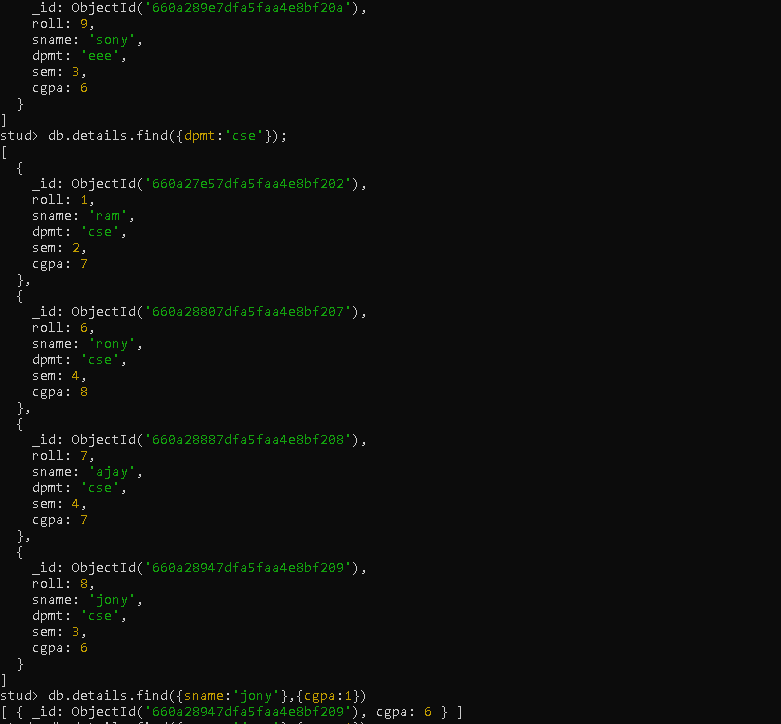 _id: ObjectId('660a289e7dfa5faa4e8bf20a'),
    roll: 9,
    sname: 'sony',
    dpmt: 'eee',
    sem: 3,
    cgpa: 6
  }
]
stud> db.details.find({dpmt:'cse'});
[
  {
    _id: ObjectId('660a27e57dfa5faa4e8bf202'),
    roll: 1,
    sname: 'ram',
    dpmt: 'cse',
    sem: 2,
    cgpa: 7
  },
  {
    _id: ObjectId('660a28807dfa5faa4e8bf207'),
    roll: 6,
    sname: 'rony',
    dpmt: 'cse',
    sem: 4,
    cgpa: 8
  },
  {
    _id: ObjectId('660a28887dfa5faa4e8bf208'),
    roll: 7,
    sname: 'ajay',
    dpmt: 'cse',
    sem: 4,
    cgpa: 7
  },
  {
    _id: ObjectId('660a28947dfa5faa4e8bf209'),
    roll: 8,
    sname: 'jony',
    dpmt: 'cse',
    sem: 3,
    cgpa: 6
  }
]
stud> db.details.find({sname:'jony'},{cgpa:1})
[ { _id: ObjectId('660a28947dfa5faa4e8bf209'), cgpa: 6 } ]